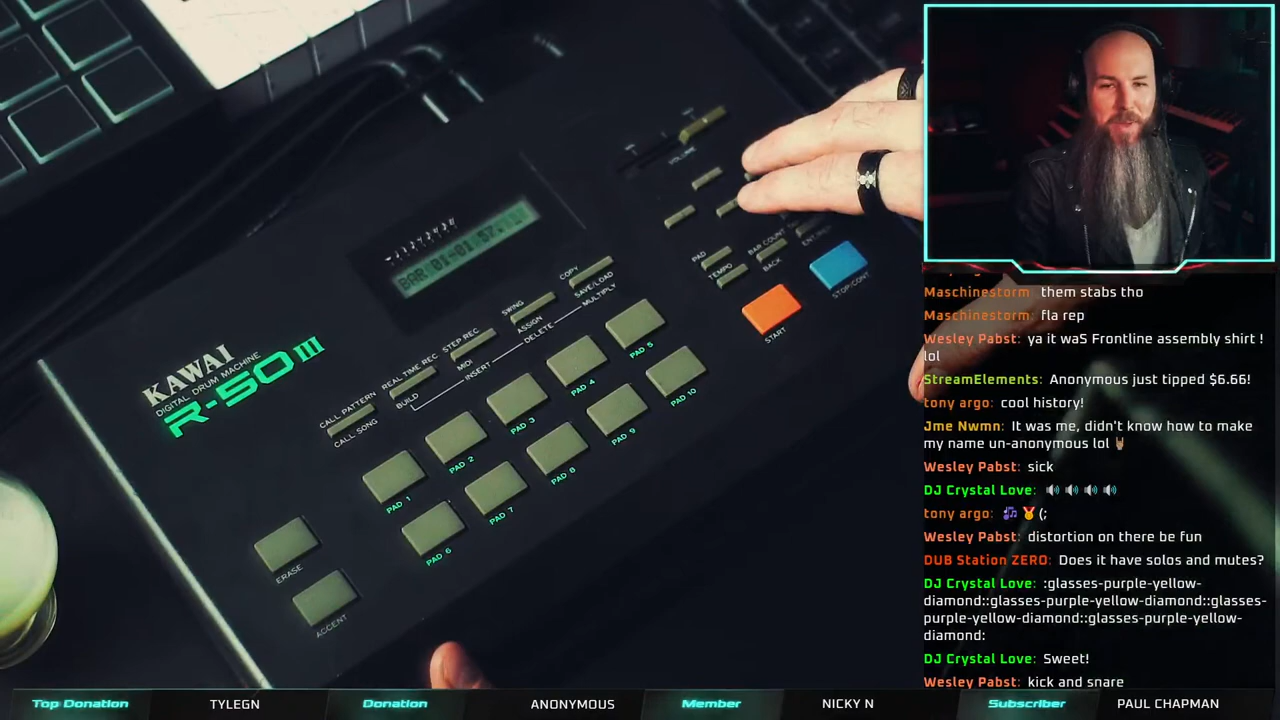 KAWAI
DIGITAL DRUM MACHINE
R-50 III
BAR 01-01
VOLUME
PAD
TEMPO
BAR COUNT
BACK
STOP/CONT
START
COPY
SAVE/LOAD
MULTIPLY
SWING
ASSIGN
DELETE
STEP REC
MIDI
INSERT
REAL TIME REC
BUILD
CALL PATTERN
CALL SONG
PAD 1
PAD 2
PAD 3
PAD 4
PAD 5
PAD 6
PAD 7
PAD 8
PAD 9
PAD 10
ERASE
ACCENT
Maschinestorm: them stabs tho
Maschinestorm: fla rep
Wesley Pabst: ya it waS Frontline assembly shirt !
lol
StreamElements: Anonymous just tipped $6.66!
tony argo: cool history!
Jme Nwmn: It was me, didn't know how to make
my name un-anonymous lol 🤘
Wesley Pabst: sick
DJ Crystal Love: 🔊 🔊 🔊 🔊
tony argo: 🎶 🏅 (;
Wesley Pabst: distortion on there be fun
DUB Station ZERO: Does it have solos and mutes?
DJ Crystal Love: :glasses-purple-yellow-
diamond::glasses-purple-yellow-diamond::glasses-
purple-yellow-diamond::glasses-purple-yellow-
diamond:
DJ Crystal Love: Sweet!
Wesley Pabst: kick and snare
Top Donation TYLEGN Donation ANONYMOUS Member NICKY N Subscriber PAUL CHAPMAN